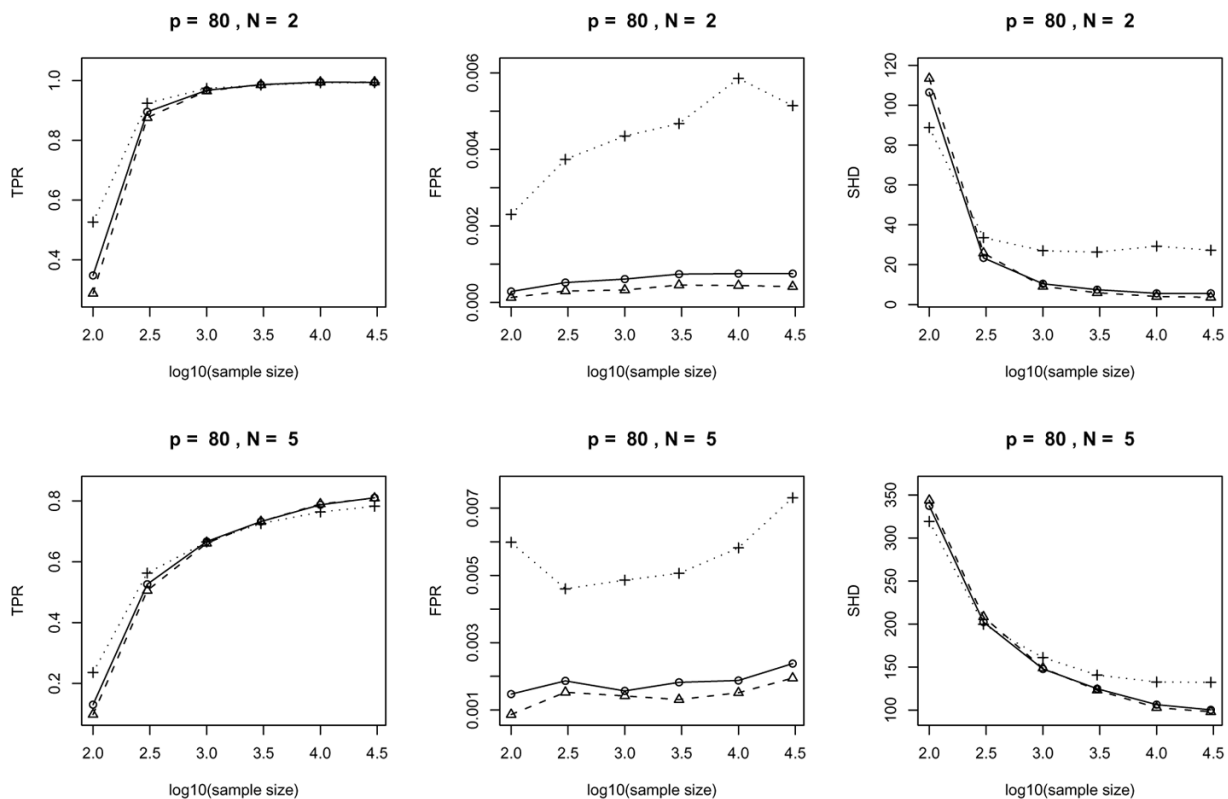 p = 80 , N = 2
TPR
1.0
0.8
0.6
0.4
2.0 2.5 3.0 3.5 4.0 4.5
log10(sample size)
p = 80 , N = 2
FPR
0.006
0.004
0.002
0.000
2.0 2.5 3.0 3.5 4.0 4.5
log10(sample size)
p = 80 , N = 2
SHD
120
100
80
60
40
20
0
2.0 2.5 3.0 3.5 4.0 4.5
log10(sample size)
p = 80 , N = 5
TPR
0.8
0.6
0.4
0.2
2.0 2.5 3.0 3.5 4.0 4.5
log10(sample size)
p = 80 , N = 5
FPR
0.007
0.005
0.003
0.001
2.0 2.5 3.0 3.5 4.0 4.5
log10(sample size)
p = 80 , N = 5
SHD
350
300
250
200
150
100
2.0 2.5 3.0 3.5 4.0 4.5
log10(sample size)